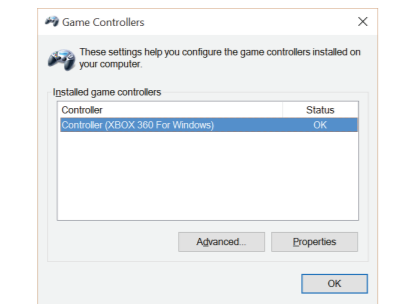 Game Controllers
These settings help you configure the game controllers installed on
your computer.
Installed game controllers
Controller Status
Controller (XBOX 360 For Windows) OK
Advanced... Properties
OK